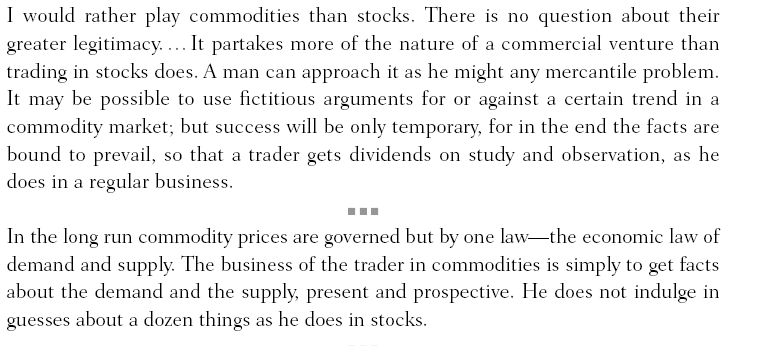 I would rather play commodities than stocks. There is no question about their
greater legitimacy. . . . It partakes more of the nature of a commercial venture than
trading in stocks does. A man can approach it as he might any mercantile problem.
It may be possible to use fictitious arguments for or against a certain trend in a
commodity market; but success will be only temporary, for in the end the facts are
bound to prevail, so that a trader gets dividends on study and observation, as he
does in a regular business.
In the long run commodity prices are governed but by one law—the economic law of
demand and supply. The business of the trader in commodities is simply to get facts
about the demand and the supply, present and prospective. He does not indulge in
guesses about a dozen things as he does in stocks.